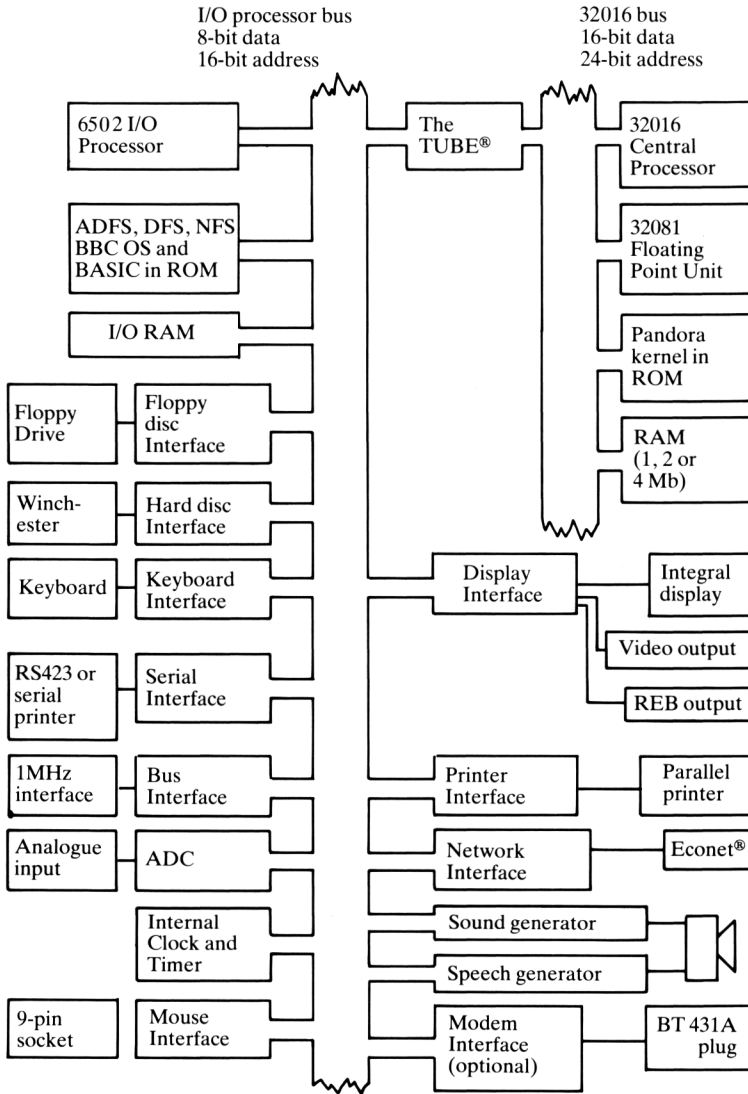 I/O processor bus
8-bit data
16-bit address
32016 bus
16-bit data
24-bit address
6502 I/O
Processor
The
TUBE®
32016
Central
Processor
ADFS, DFS, NFS
BBC OS and
BASIC in ROM
32081
Floating
Point Unit
I/O RAM
Pandora
kernel in
ROM
Floppy
Drive
Floppy
disc
Interface
RAM
(1, 2 or
4 Mb)
Winch-
ester
Hard disc
Interface
Keyboard
Keyboard
Interface
Display
Interface
Integral
display
Video output
REB output
RS423 or
serial
printer
Serial
Interface
1MHz
interface
Bus
Interface
Printer
Interface
Parallel
printer
Analogue
input
ADC
Network
Interface
Econet®
Internal
Clock and
Timer
Sound generator
Speech generator
9-pin
socket
Mouse
Interface
Modem
Interface
(optional)
BT 431A
plug